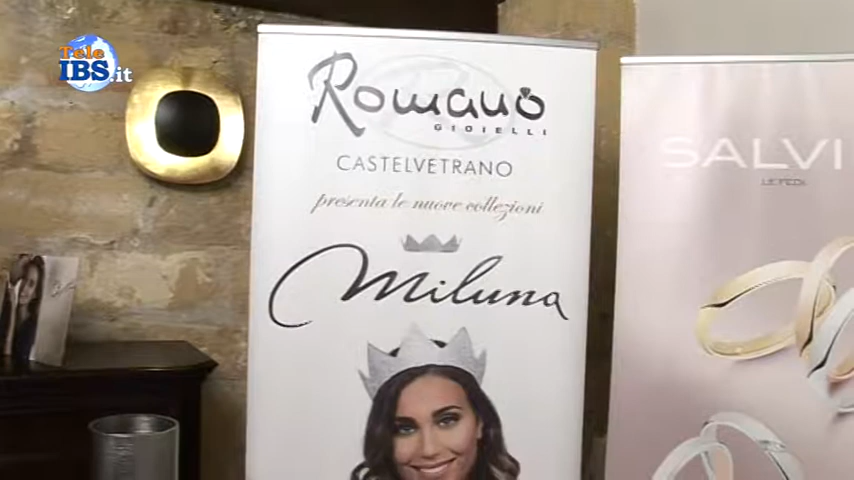 Tele
IBS.it
Romano
GIOIELLI
CASTELVETRANO
presenta le nuove collezioni
Miluna
SALVI
LE FEDI